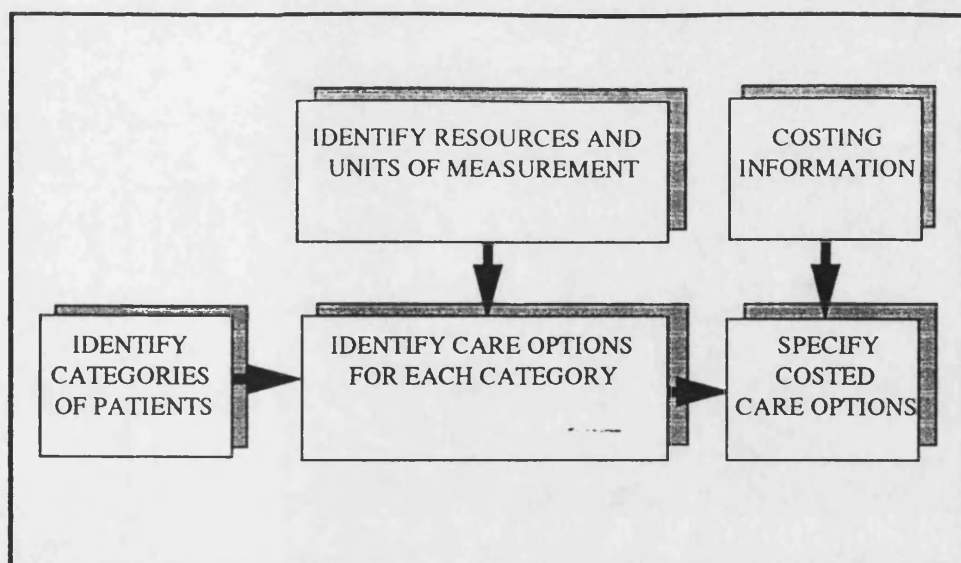 IDENTIFY RESOURCES AND
UNITS OF MEASUREMENT
COSTING
INFORMATION
IDENTIFY
CATEGORIES
OF PATIENTS
IDENTIFY CARE OPTIONS
FOR EACH CATEGORY
SPECIFY
COSTED
CARE OPTIONS